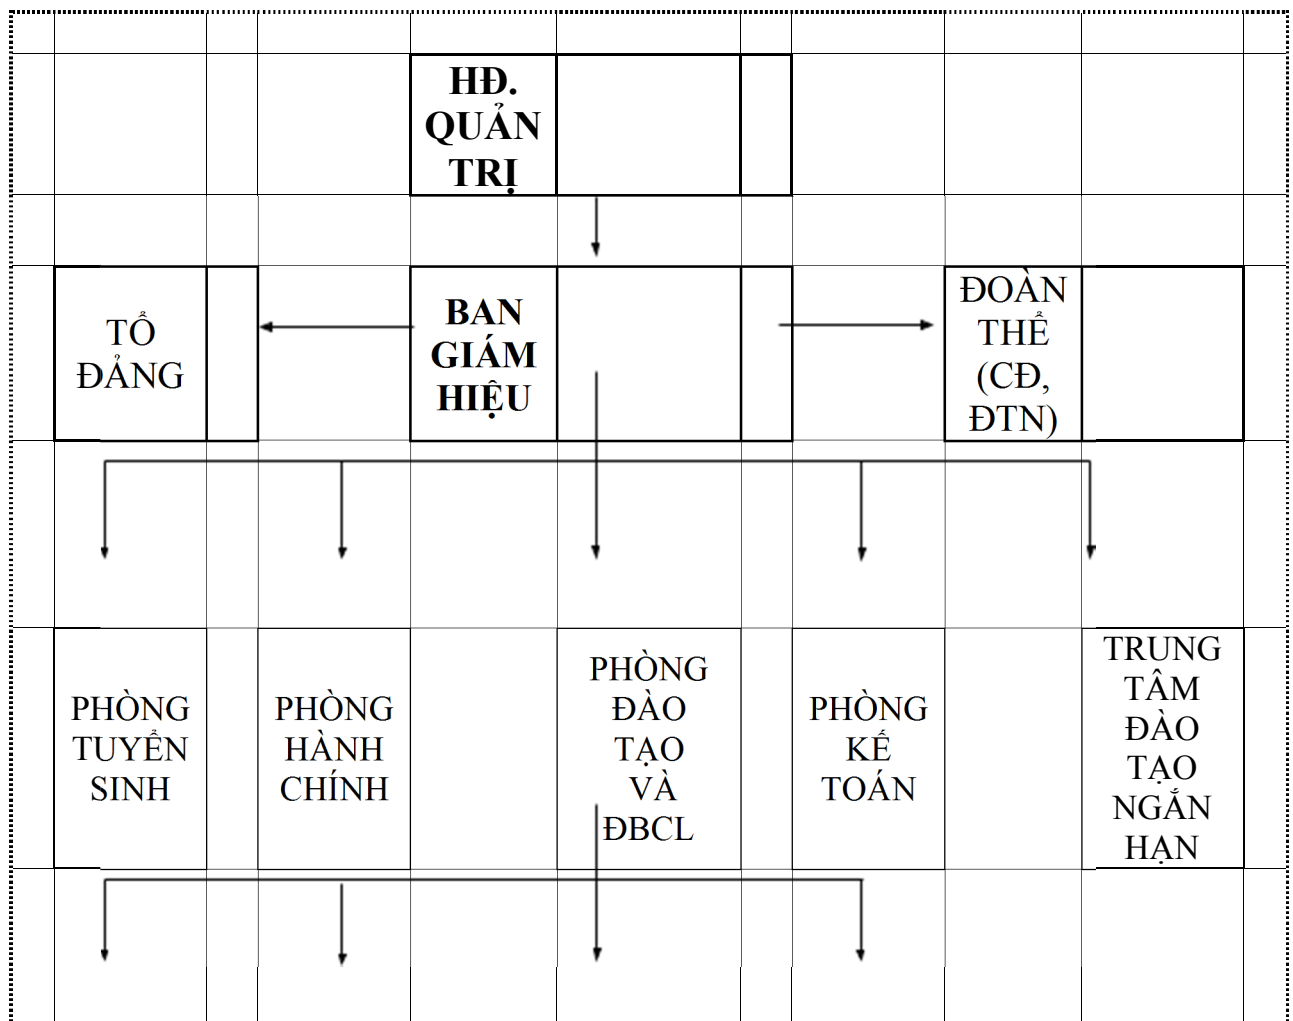 HĐ.
QUẢN
TRỊ
TỔ
ĐẢNG
BAN
GIÁM
HIỆU
ĐOÀN
THỂ
(CĐ,
ĐTN)
PHÒNG
TUYỂN
SINH
PHÒNG
HÀNH
CHÍNH
PHÒNG
ĐÀO
TẠO
VÀ
ĐBCL
PHÒNG
KẾ
TOÁN
TRUNG
TÂM
ĐÀO
TẠO
NGẮN
HẠN